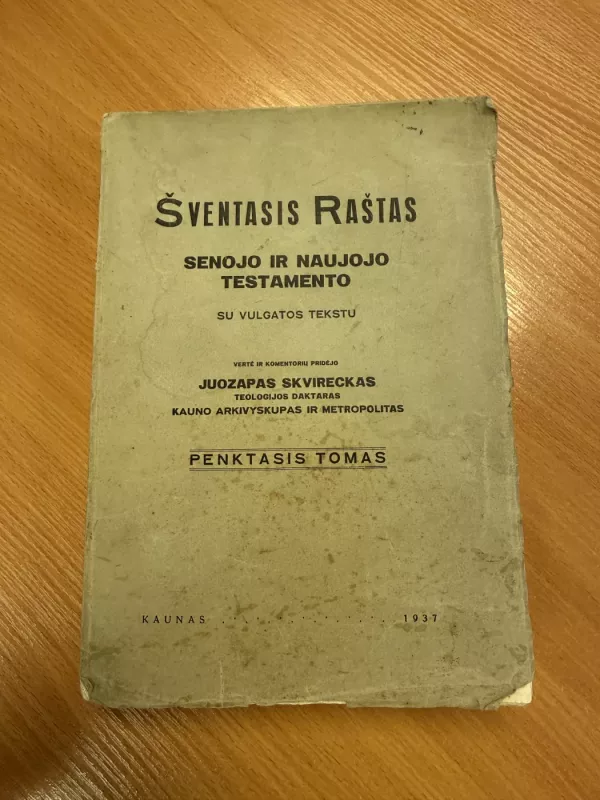 Šventasis Raštas
SENOJO IR NAUJOJO
TESTAMENTO
SU VULGATOS TEKSTU
VERTĖ IR KOMENTORIŲ PRIDĖJO
JUOZAPAS SKVIRECKAS
TEOLOGIJOS DAKTARAS
KAUNO ARKIVYSKUPAS IR METROPOLITAS
PENKTASIS TOMAS
KAUNAS . . . . . . . . . . . . . . . . 1937